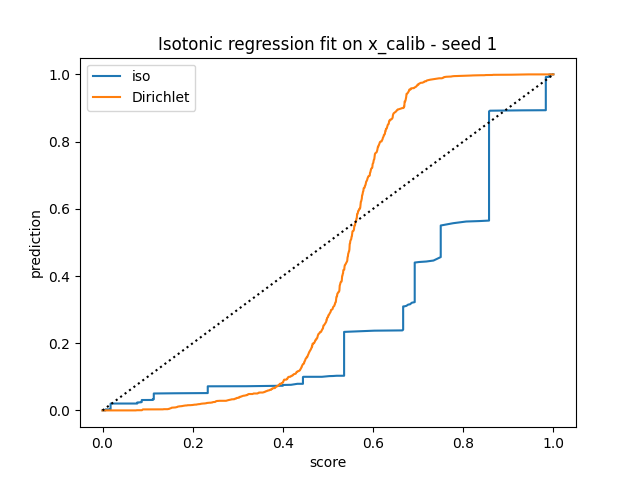 Isotonic regression fit on x_calib - seed 1
iso
Dirichlet
1.0
0.8
0.6
0.4
0.2
0.0
prediction
0.0 0.2 0.4 0.6 0.8 1.0
score